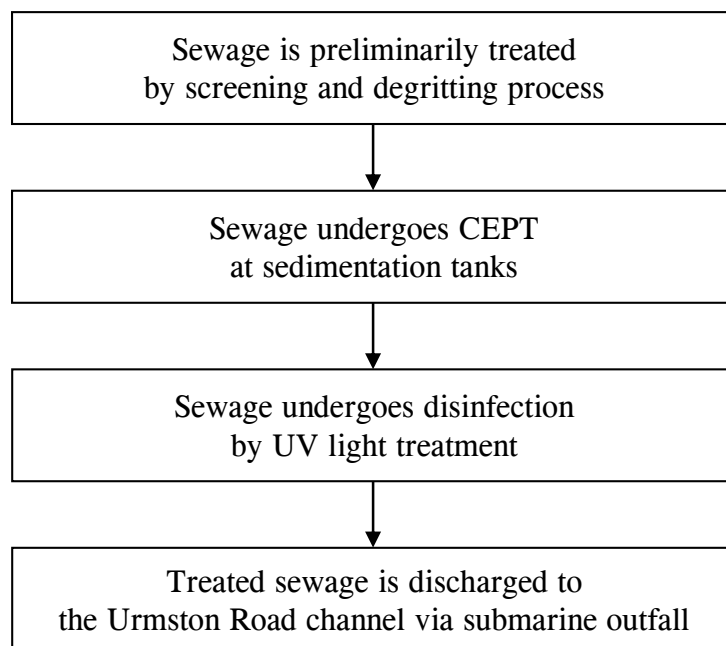 Sewage is preliminarily treated
by screening and degritting process
Sewage undergoes CEPT
at sedimentation tanks
Sewage undergoes disinfection
by UV light treatment
Treated sewage is discharged to
the Urmston Road channel via submarine outfall